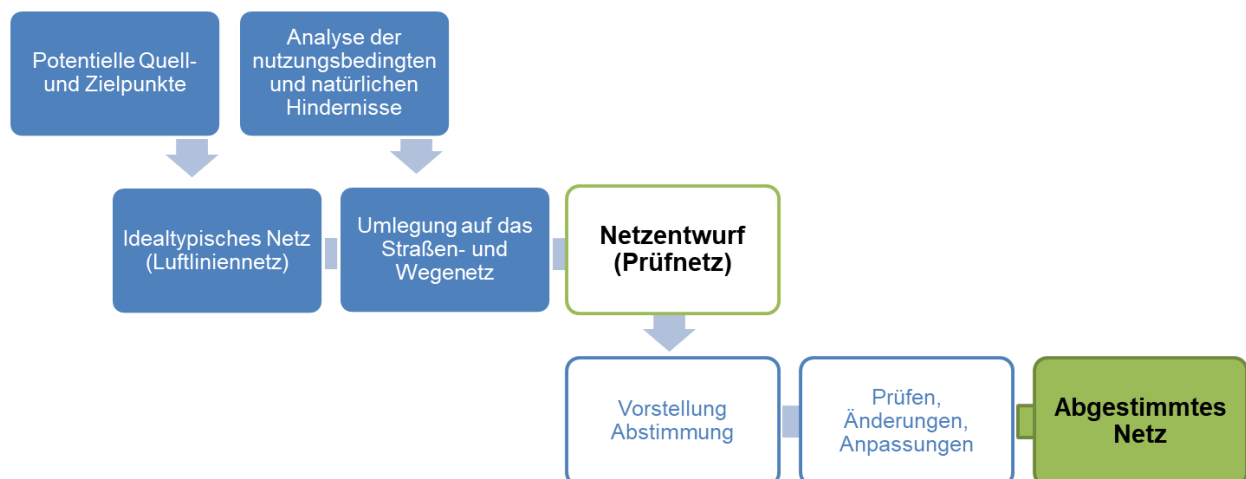 Potentielle Quell-
und Zielpunkte
Analyse der
nutzungsbedingten
und natürlichen
Hindernisse
Idealtypisches Netz
(Luftliniennetz)
Umlegung auf das
Straßen- und
Wegenetz
Netzentwurf
(Prüfnetz)
Vorstellung
Abstimmung
Prüfen,
Änderungen,
Anpassungen
Abgestimmtes
Netz